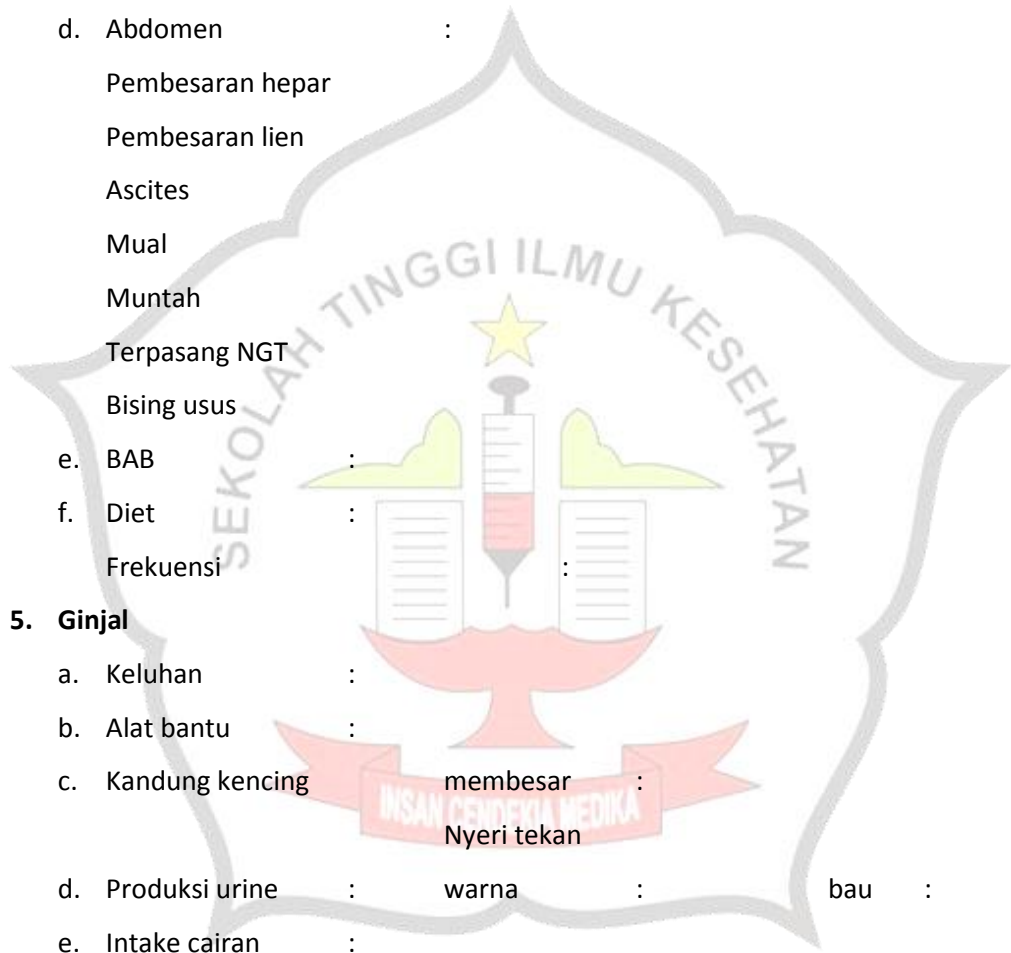 d. Abdomen :
Pembesaran hepar
Pembesaran lien
Ascites
Mual
Muntah
Terpasang NGT
Bising usus
e. BAB :
f. Diet :
Frekuensi :
5. Ginjal
a. Keluhan :
b. Alat bantu :
c. Kandung kencing membesar :
Nyeri tekan
d. Produksi urine : warna : bau :
e. Intake cairan :
SEKOLAH TINGGI ILMU KESEHATAN
INSAN CENDEKIA MEDIKA